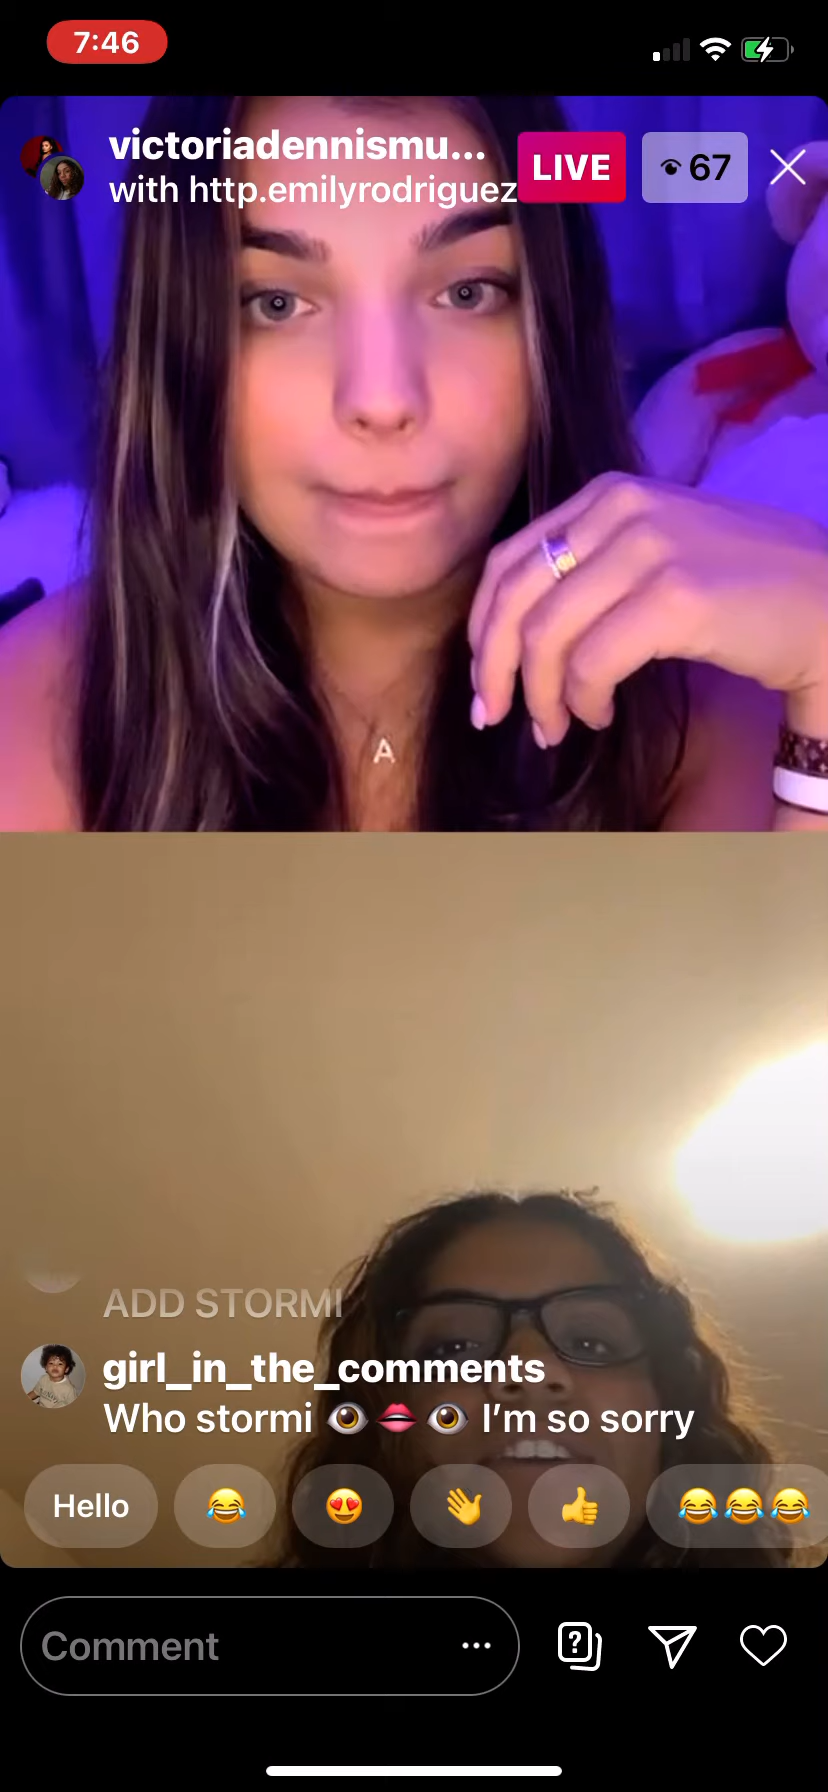 7:46
victoriadennismu...
with http.emilyrodriguez
LIVE
67
A
ADD STORMI
girl_in_the_comments
Who stormi 👁️👄👁️ I'm so sorry
Hello 😂 😍 👋 👍 😂😂😂
Comment